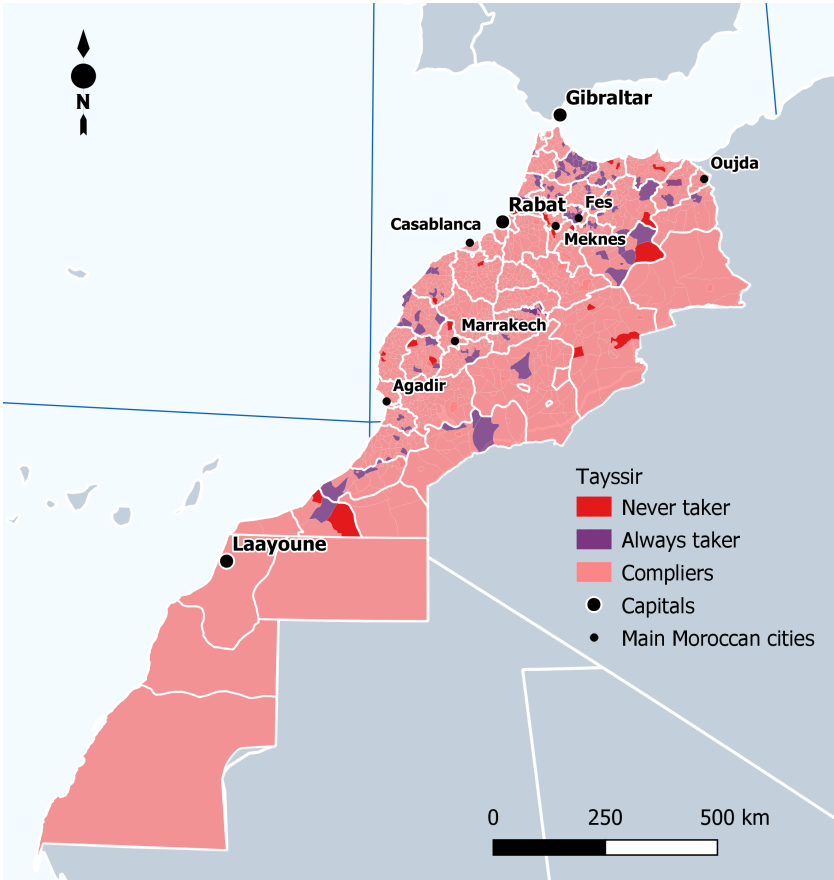 N
Gibraltar
Oujda
Fes
Rabat
Casablanca
Meknes
Marrakech
Agadir
Tayssir
Never taker
Always taker
Compliers
Laayoune
Capitals
Main Moroccan cities
0 250 500 km